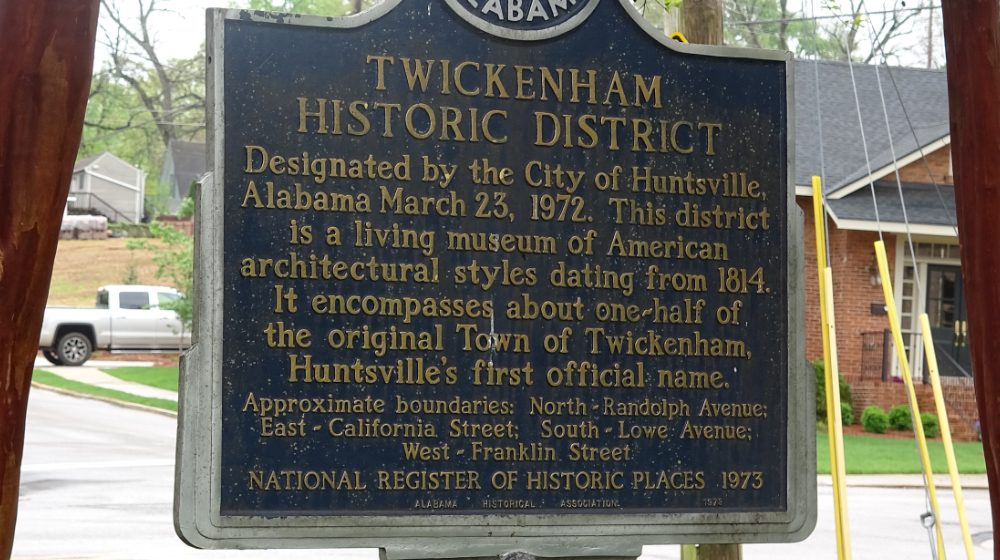 ALABAMA
TWICKENHAM
HISTORIC DISTRICT
Designated by the City of Huntsville,
Alabama March 23, 1972. This district
is a living museum of American
architectural styles dating from 1814.
It encompasses about one-half of
the original Town of Twickenham,
Huntsville's first official name.
Approximate boundaries: North-Randolph Avenue;
East-California Street; South-Lowe Avenue;
West-Franklin Street
NATIONAL REGISTER OF HISTORIC PLACES 1973
ALABAMA HISTORICAL ASSOCIATION